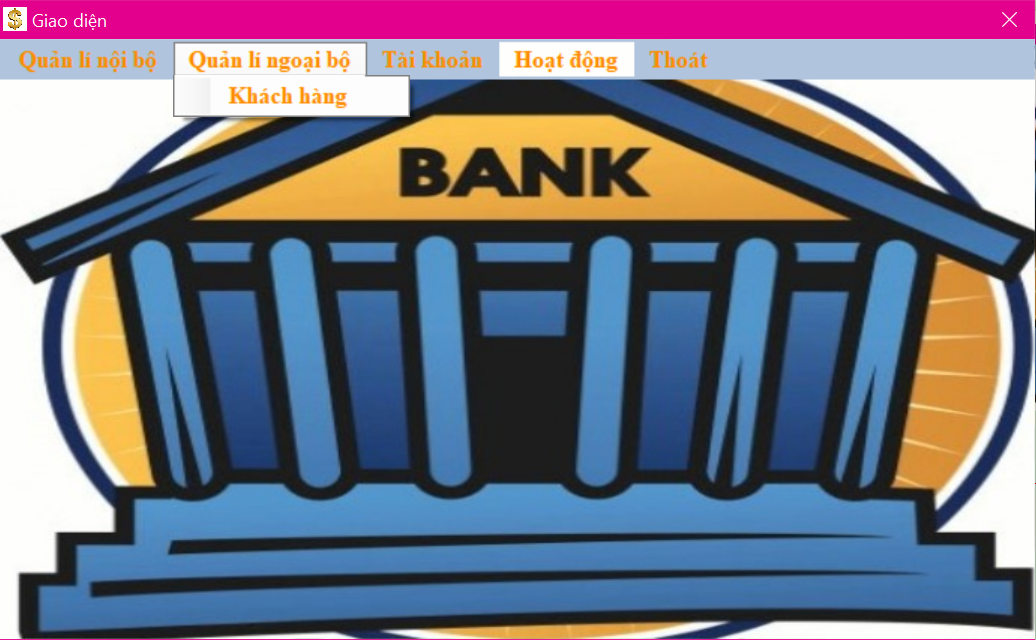 Giao diện
Quản lí nội bộ Quản lí ngoại bộ Tài khoản Hoạt động Thoát
Khách hàng
BANK